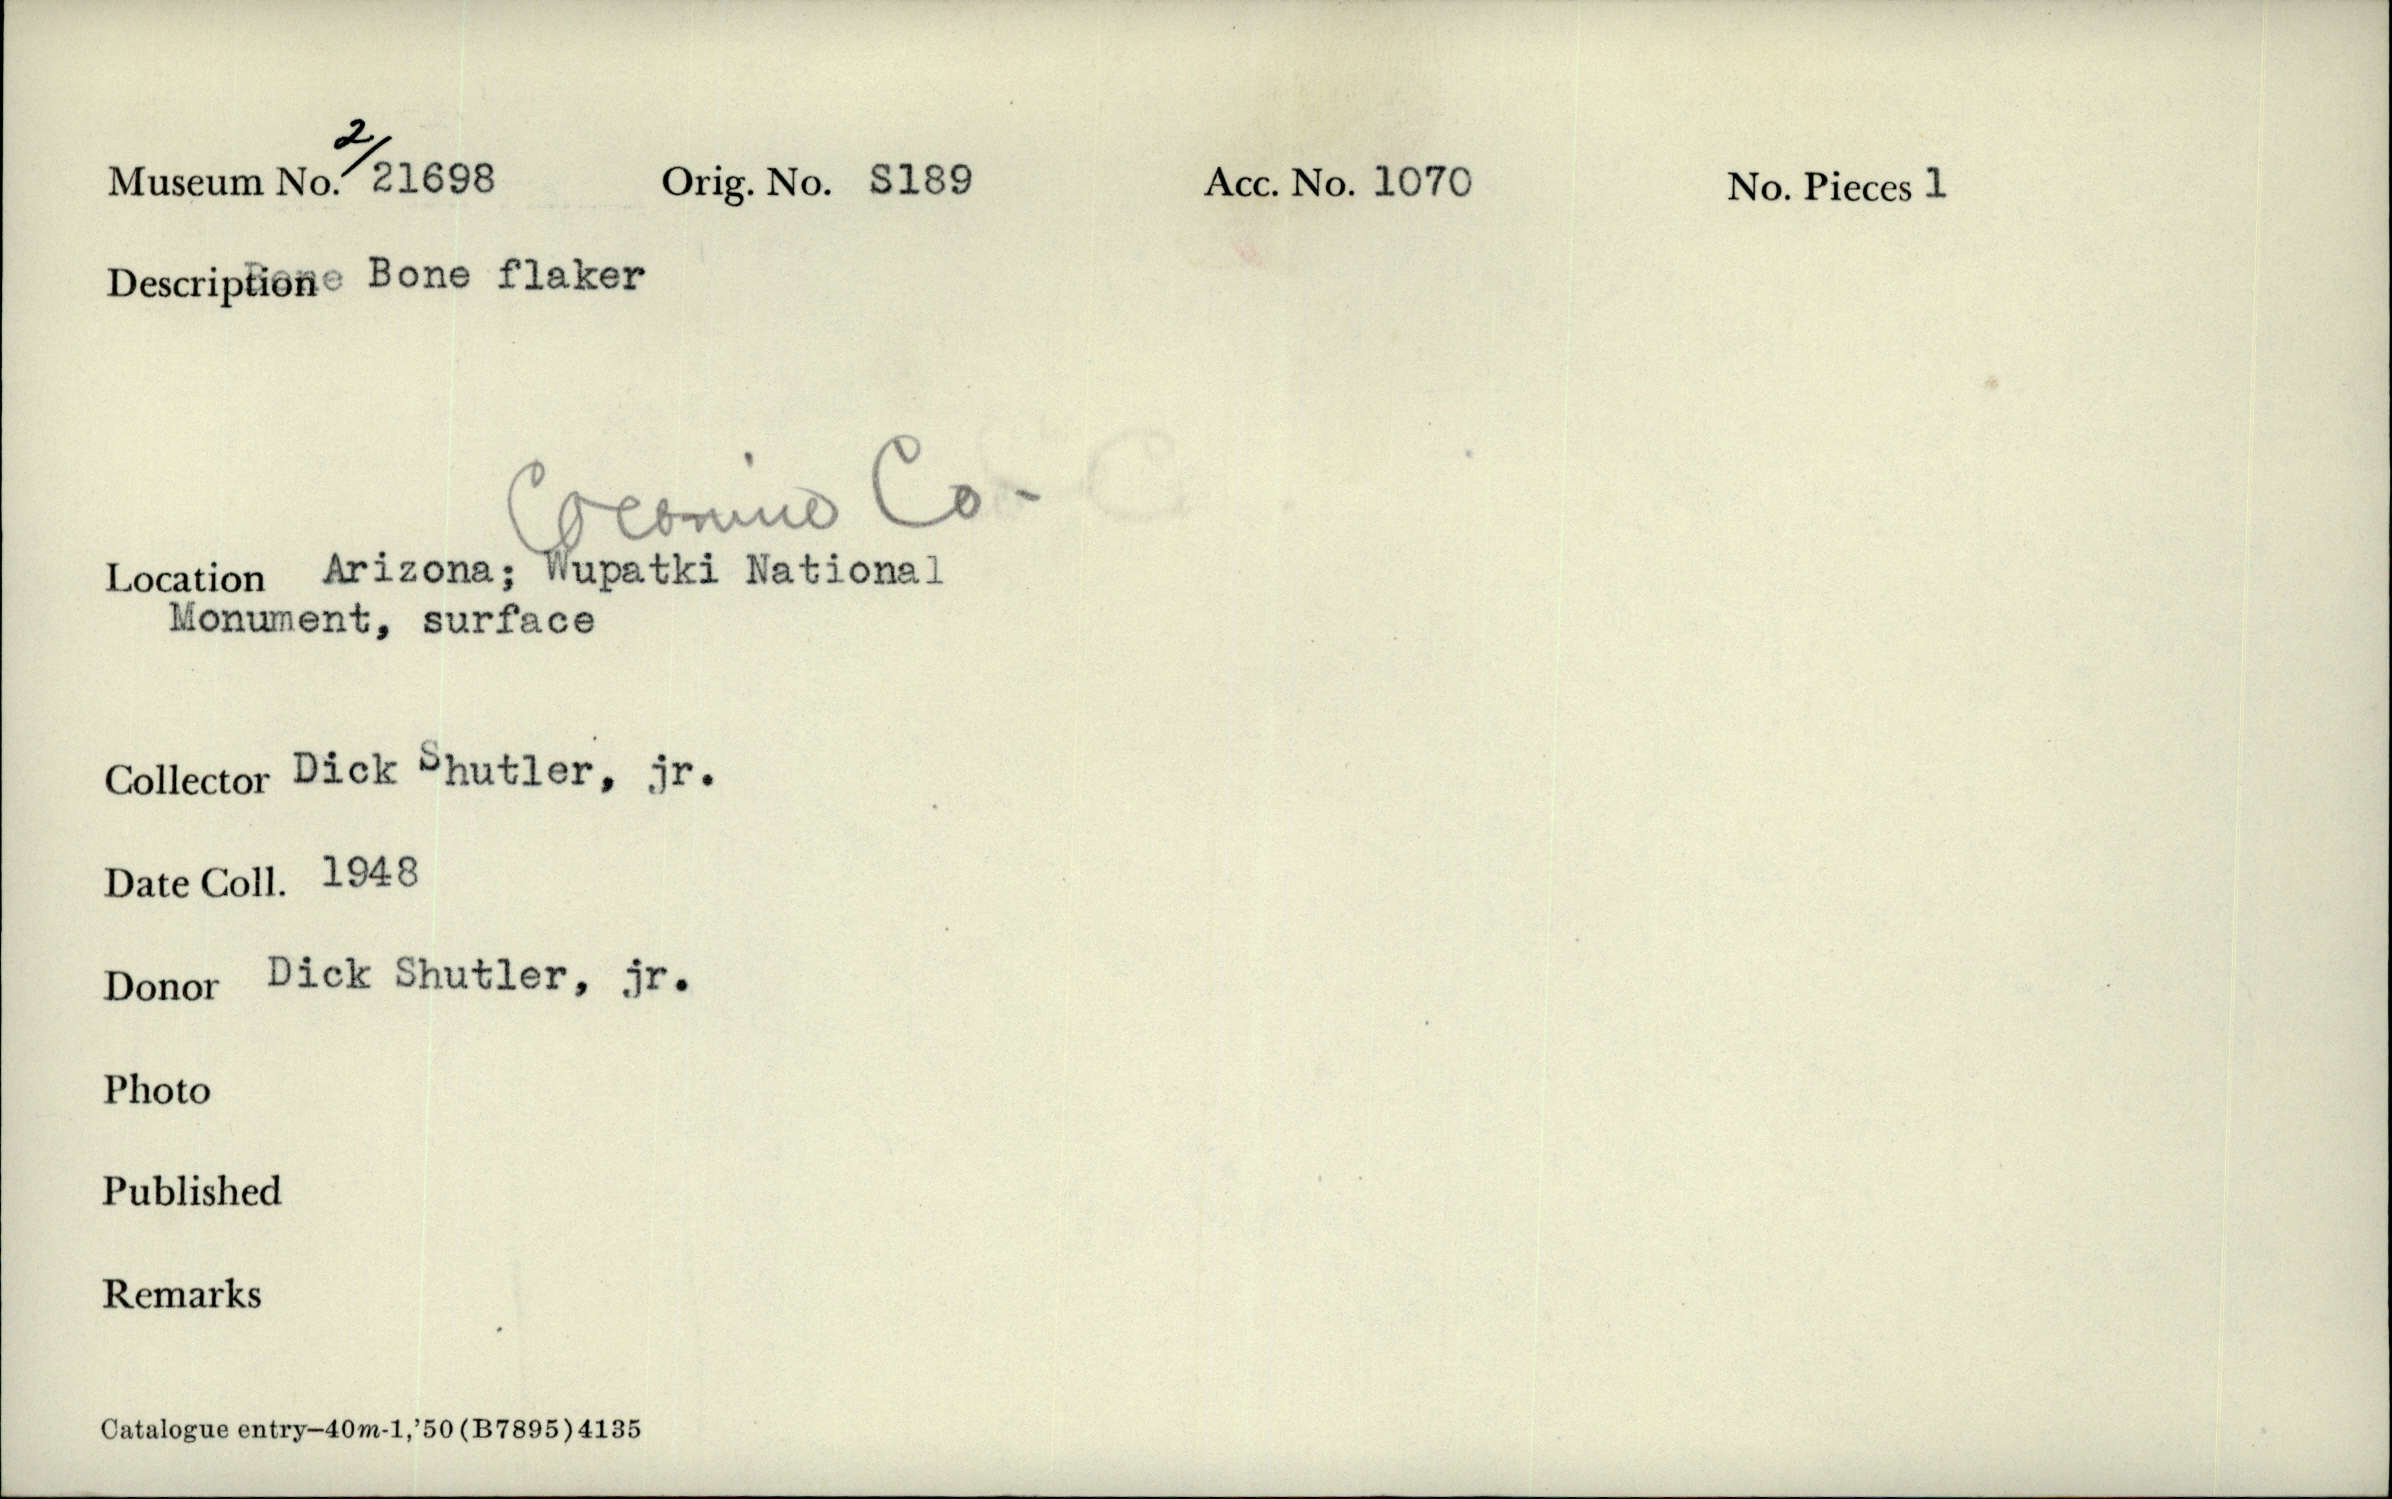 Museum No. 2/21698 Orig. No. S189 Acc. No. 1070 No. Pieces 1
Description Bone flaker
Coconino Co.
Location Arizona; Wupatki National
Monument, surface
Collector Dick Shutler, jr.
Date Coll. 1948
Donor Dick Shutler, jr.
Photo
Published
Remarks
Catalogue entry—40m-1,'50(B7895)4135